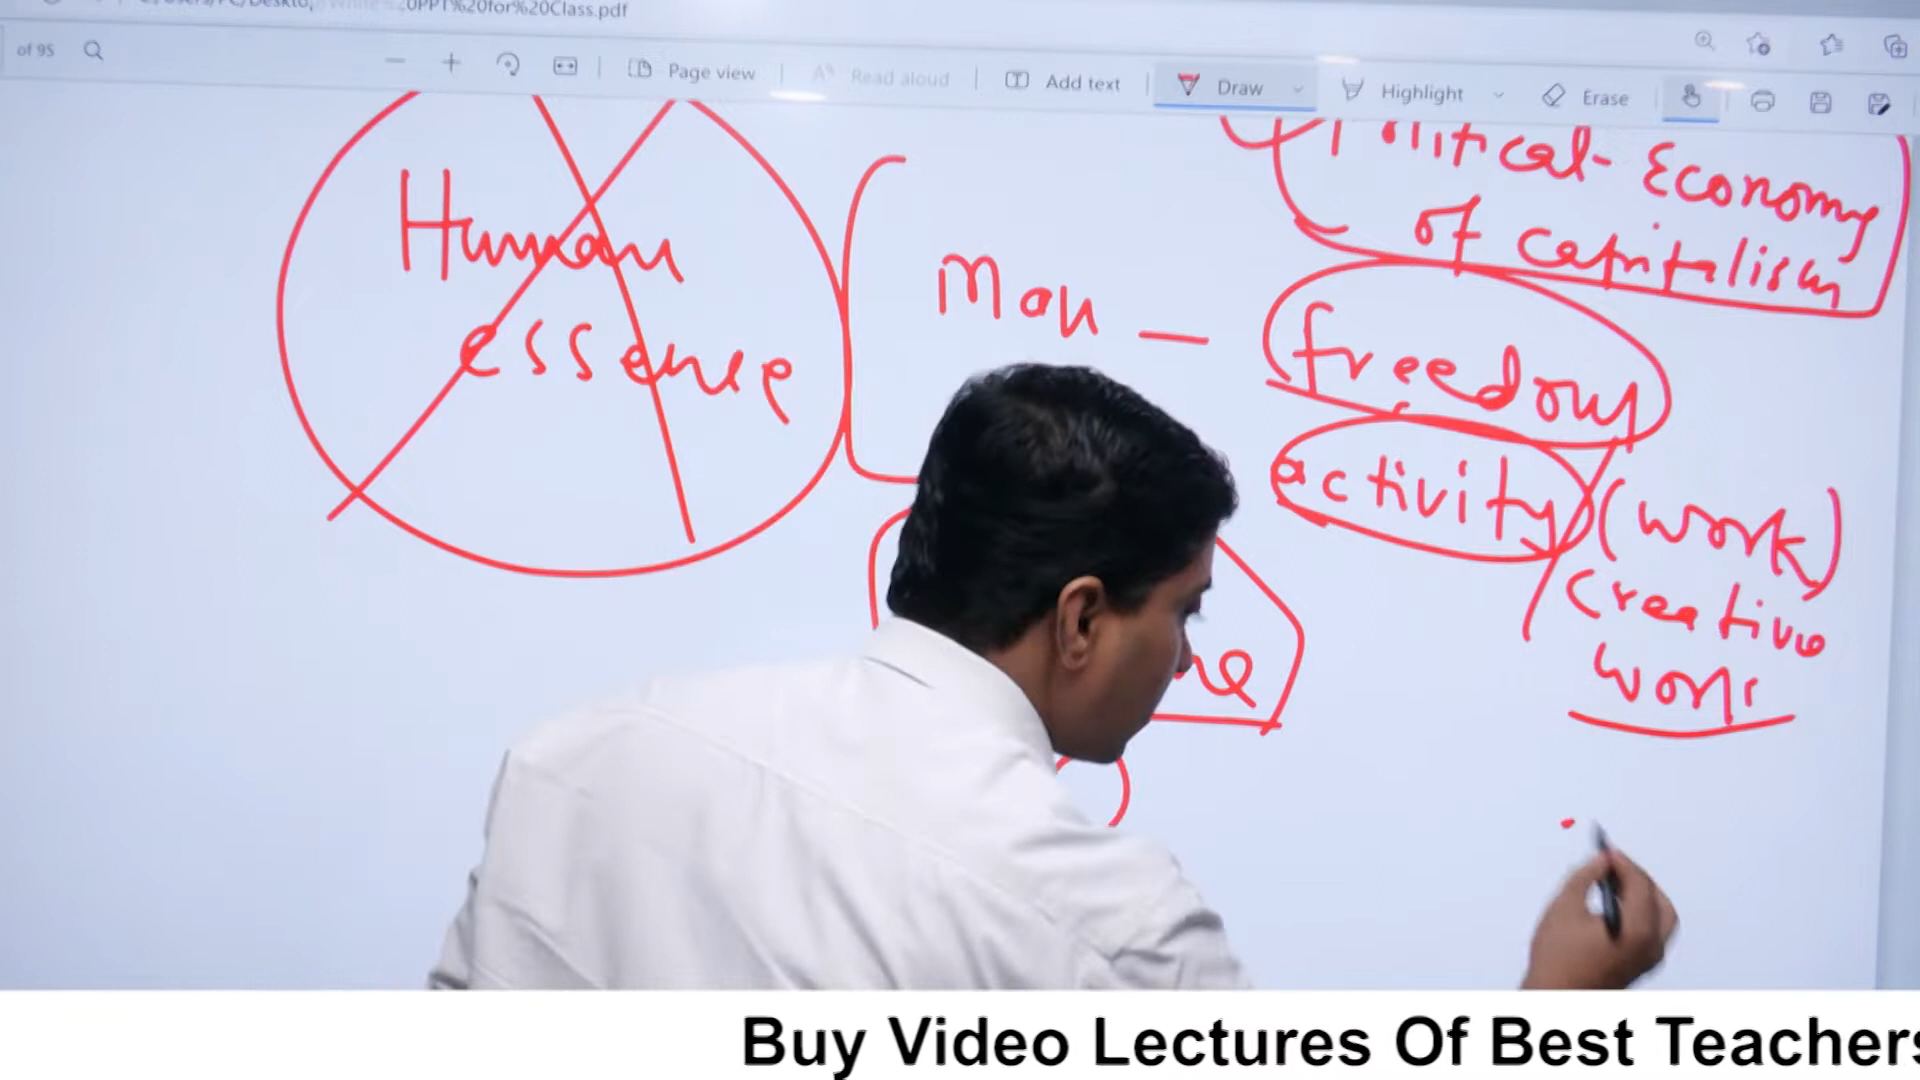 PPT%20for%20Class.pdf
of 95
Page view
Read aloud
Add text
Draw
Highlight
Erase
Political- Economy
of capitalism
Human
essence
Man — freedom
activity (work)
creative
work
Buy Video Lectures Of Best Teachers